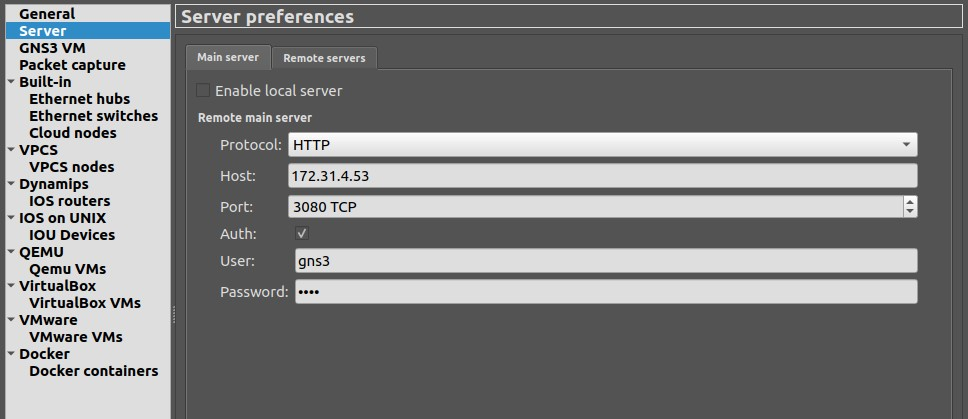 General
Server
GNS3 VM
Packet capture
Built-in
Ethernet hubs
Ethernet switches
Cloud nodes
VPCS
VPCS nodes
Dynamips
IOS routers
IOS on UNIX
IOU Devices
QEMU
Qemu VMs
VirtualBox
VirtualBox VMs
VMware
VMware VMs
Docker
Docker containers
Server preferences
Main server
Remote servers
Enable local server
Remote main server
Protocol: HTTP
Host: 172.31.4.53
Port: 3080 TCP
Auth:
User: gns3
Password: ••••